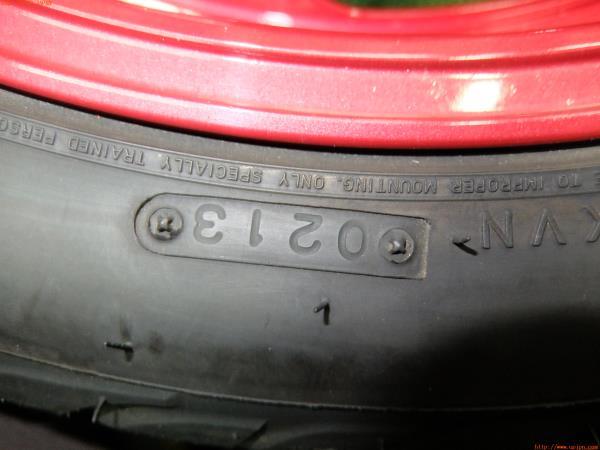 KVN 0213
E TO IMPROPER MOUNTING. ONLY SPECIALLY TRAINED PERSO